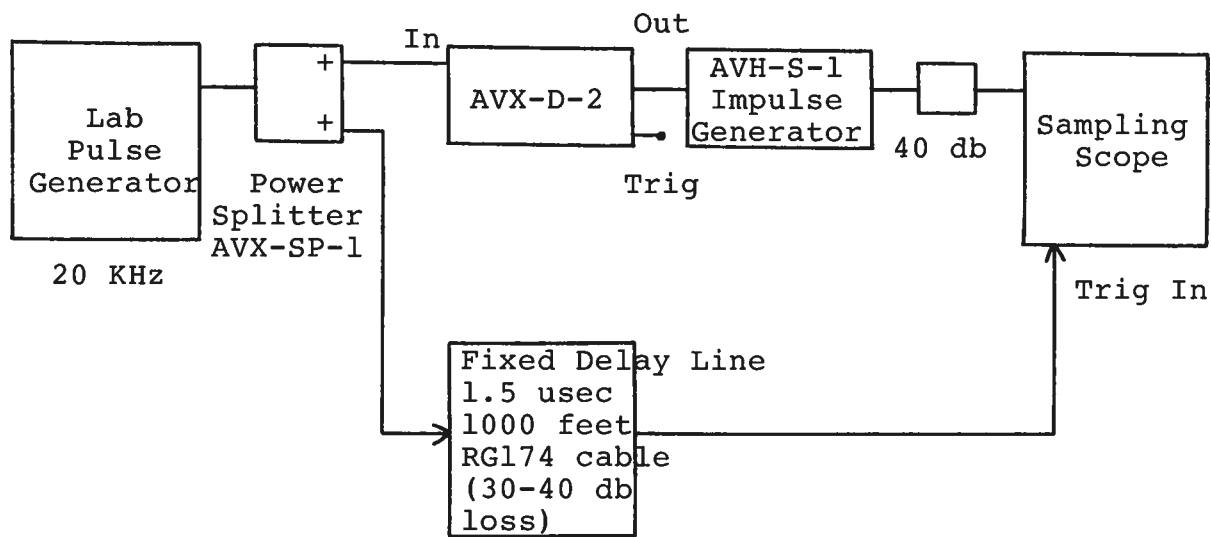 Lab
Pulse
Generator
20 KHz
+
+
Power
Splitter
AVX-SP-1
In
AVX-D-2
Out
Trig
AVH-S-1
Impulse
Generator
40 db
Sampling
Scope
Trig In
Fixed Delay Line
1.5 usec
1000 feet
RG174 cable
(30-40 db
loss)